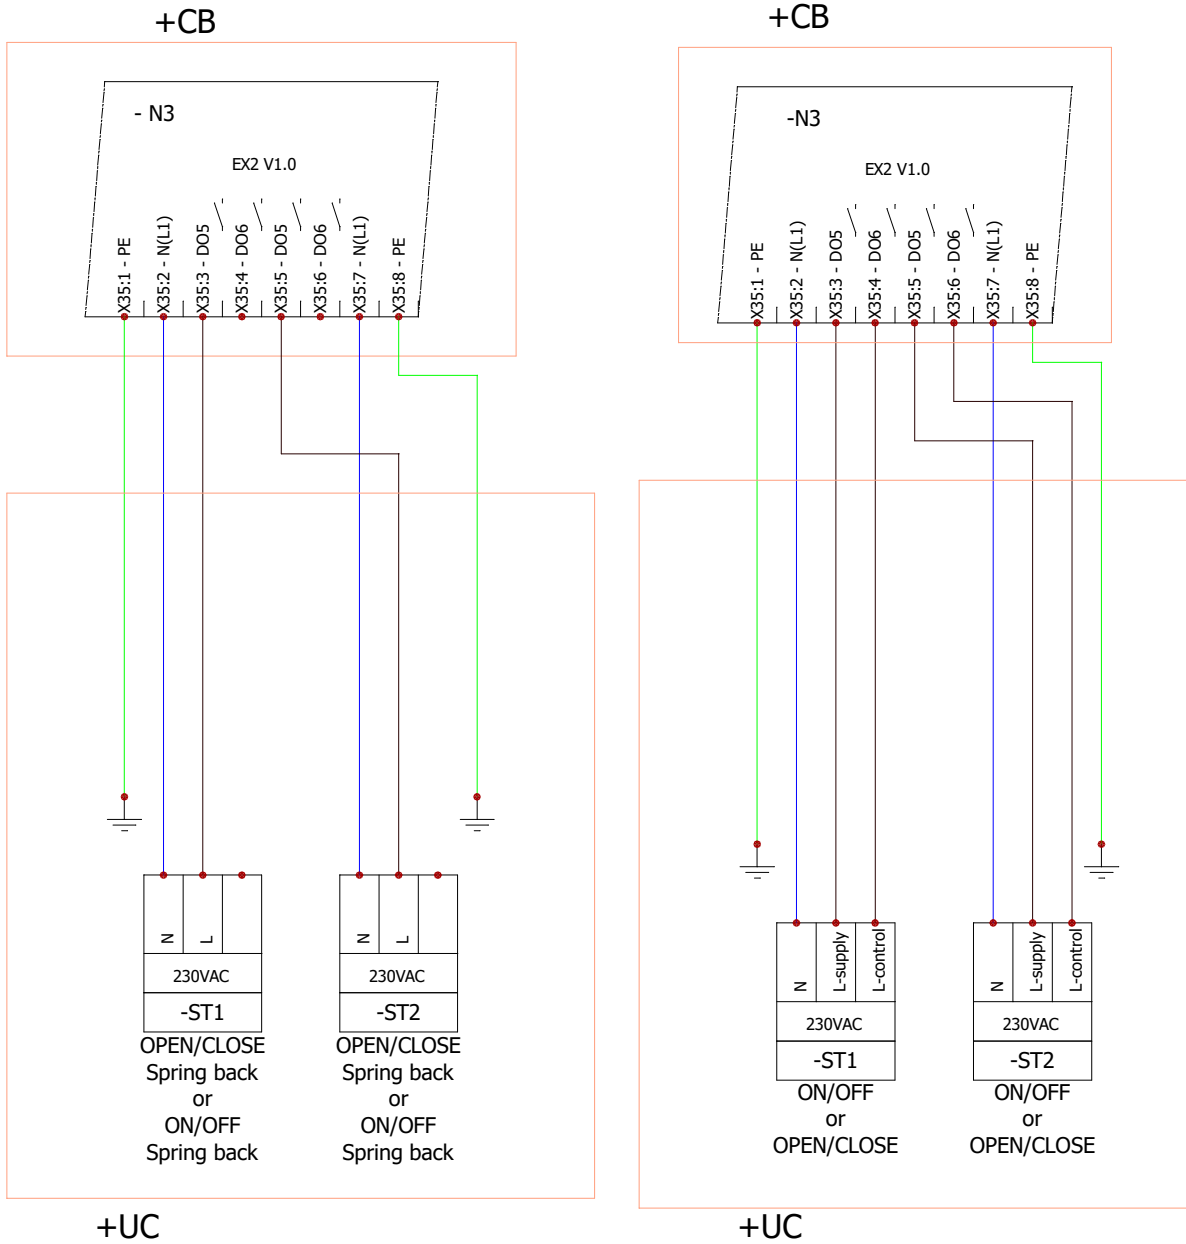 +CB
- N3
EX2 V1.0
X35:1 - PE
X35:2 - N(L1)
X35:3 - DO5
X35:4 - DO6
X35:5 - DO5
X35:6 - DO6
X35:7 - N(L1)
X35:8 - PE
N
L
230VAC
-ST1
OPEN/CLOSE
Spring back
or
ON/OFF
Spring back
N
L
230VAC
-ST2
OPEN/CLOSE
Spring back
or
ON/OFF
Spring back
+UC
+CB
-N3
EX2 V1.0
X35:1 - PE
X35:2 - N(L1)
X35:3 - DO5
X35:4 - DO6
X35:5 - DO5
X35:6 - DO6
X35:7 - N(L1)
X35:8 - PE
N
L-supply
L-control
230VAC
-ST1
ON/OFF
or
OPEN/CLOSE
N
L-supply
L-control
230VAC
-ST2
ON/OFF
or
OPEN/CLOSE
+UC